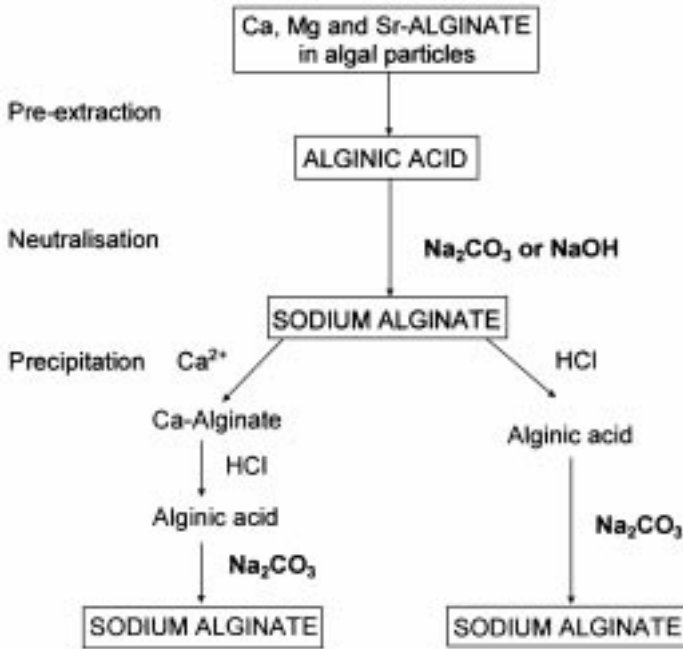 Ca, Mg and Sr-ALGINATE
in algal particles
Pre-extraction
ALGINIC ACID
Neutralisation
Na₂CO₃ or NaOH
SODIUM ALGINATE
Precipitation
Ca²⁺
HCl
Ca-Alginate
Alginic acid
HCl
Alginic acid
Na₂CO₃
Na₂CO₃
SODIUM ALGINATE
SODIUM ALGINATE